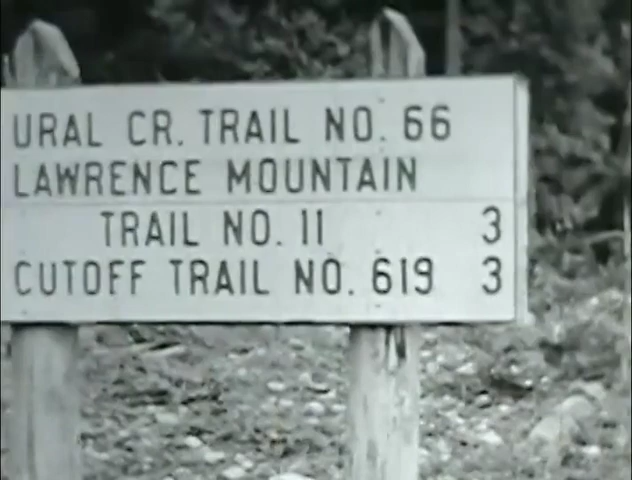 URAL CR. TRAIL NO. 66
LAWRENCE MOUNTAIN
TRAIL NO. 11 3
CUTOFF TRAIL NO. 619 3